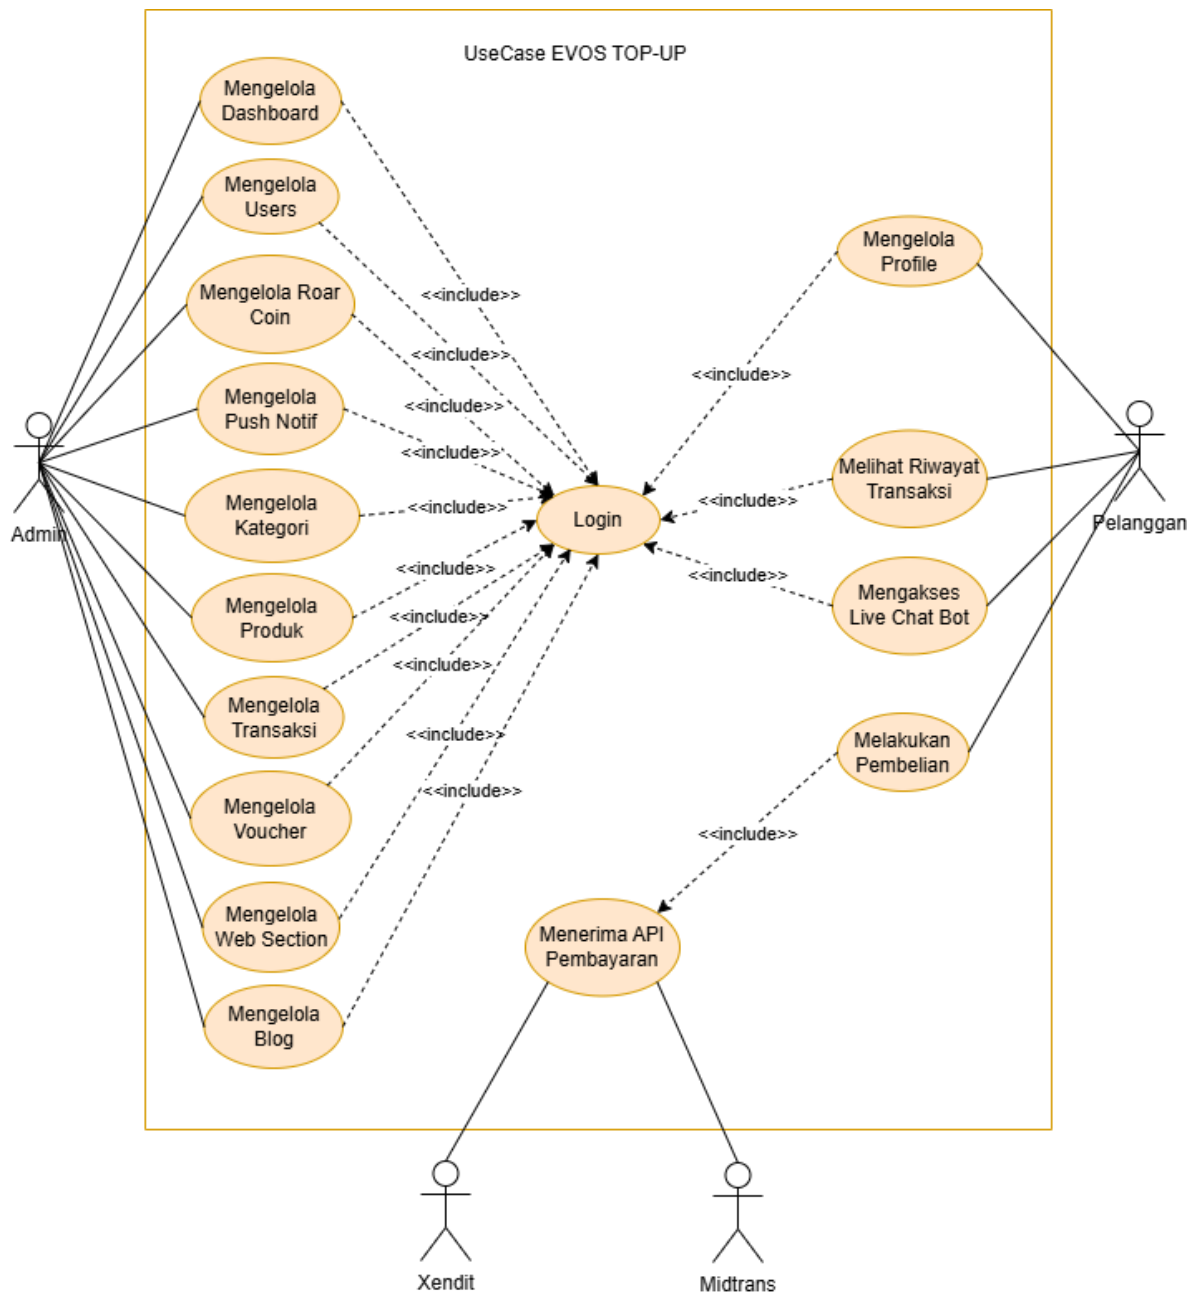 UseCase EVOS TOP-UP
Mengelola
Dashboard
Mengelola
Users
Mengelola Roar
Coin
Mengelola
Push Notif
Mengelola
Kategori
Mengelola
Produk
Mengelola
Transaksi
Mengelola
Voucher
Mengelola
Web Section
Mengelola
Blog
Admin
<<include>>
<<include>>
<<include>>
<<include>>
<<include>>
<<include>>
<<include>>
<<include>>
<<include>>
<<include>>
Login
<<include>>
<<include>>
<<include>>
<<include>>
Mengelola
Profile
Melihat Riwayat
Transaksi
Mengakses
Live Chat Bot
Melakukan
Pembelian
Pelanggan
Menerima API
Pembayaran
Xendit
Midtrans